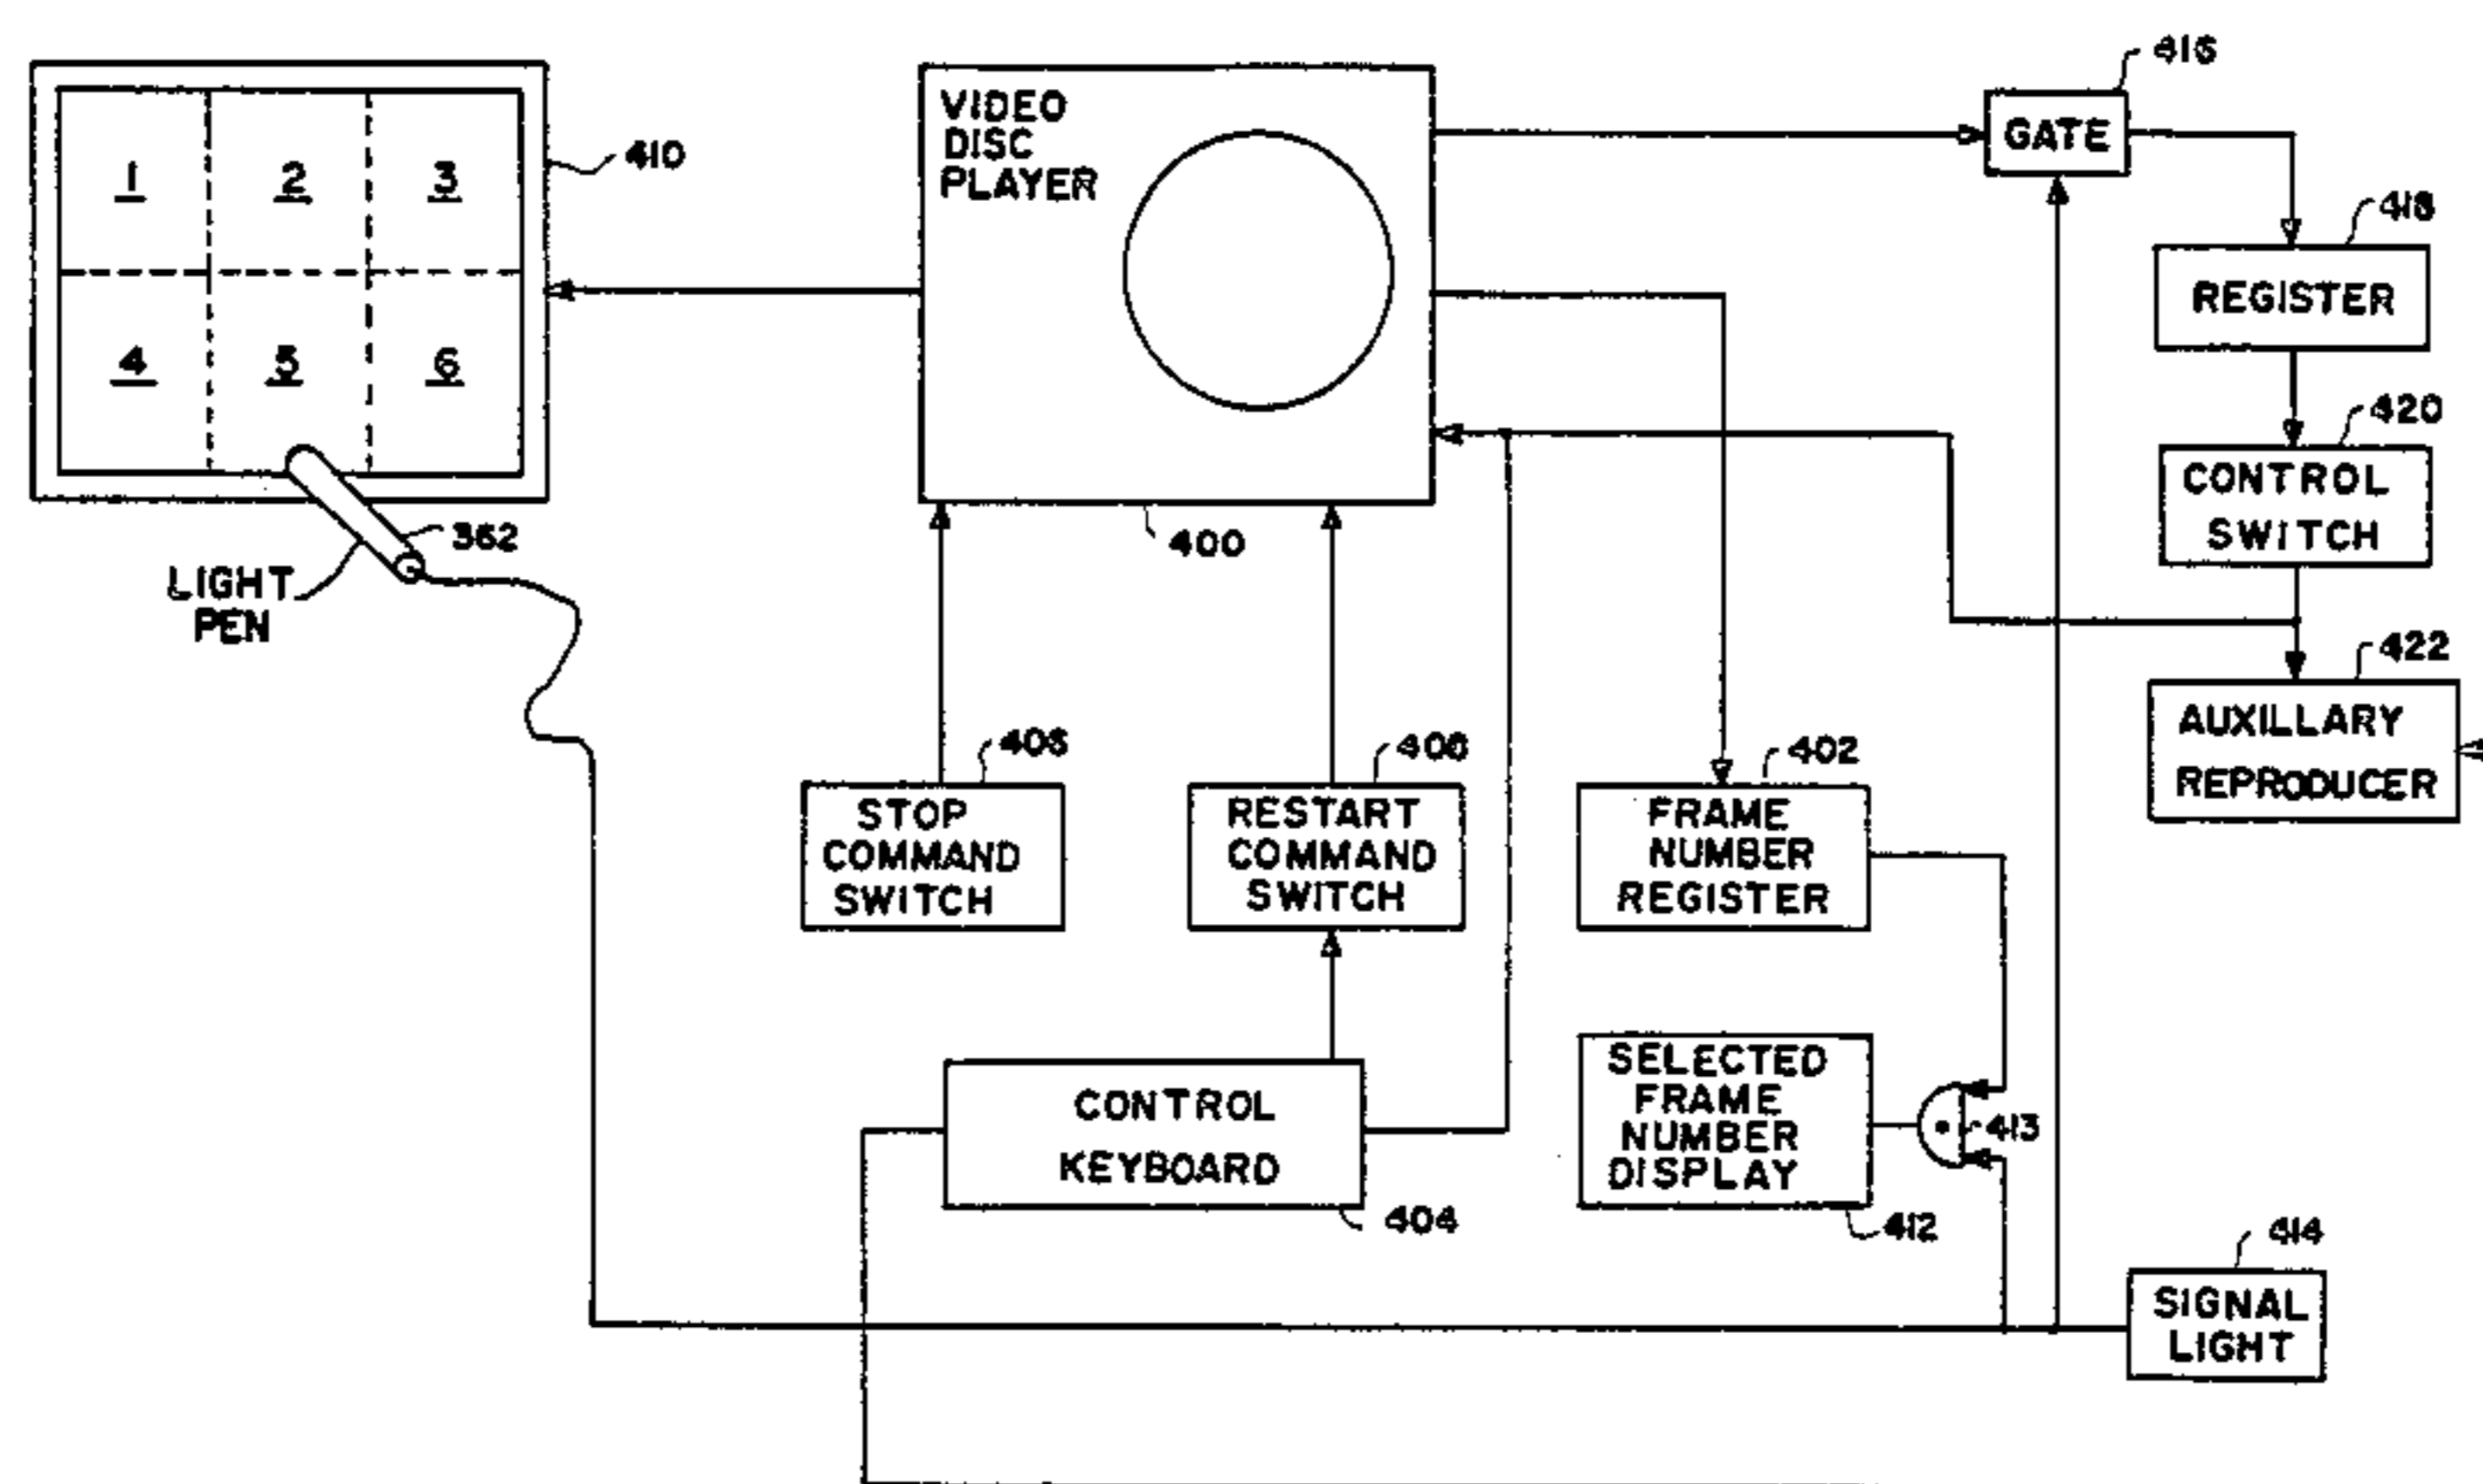 1
2
3
4
5
6
410
362
LIGHT
PEN
VIDEO
DISC
PLAYER
400
416
GATE
418
REGISTER
420
CONTROL
SWITCH
422
AUXILLARY
REPRODUCER
STOP
COMMAND
SWITCH
RESTART
COMMAND
SWITCH
402
FRAME
NUMBER
REGISTER
CONTROL
KEYBOARD
404
SELECTED
FRAME
NUMBER
DISPLAY
412
413
414
SIGNAL
LIGHT